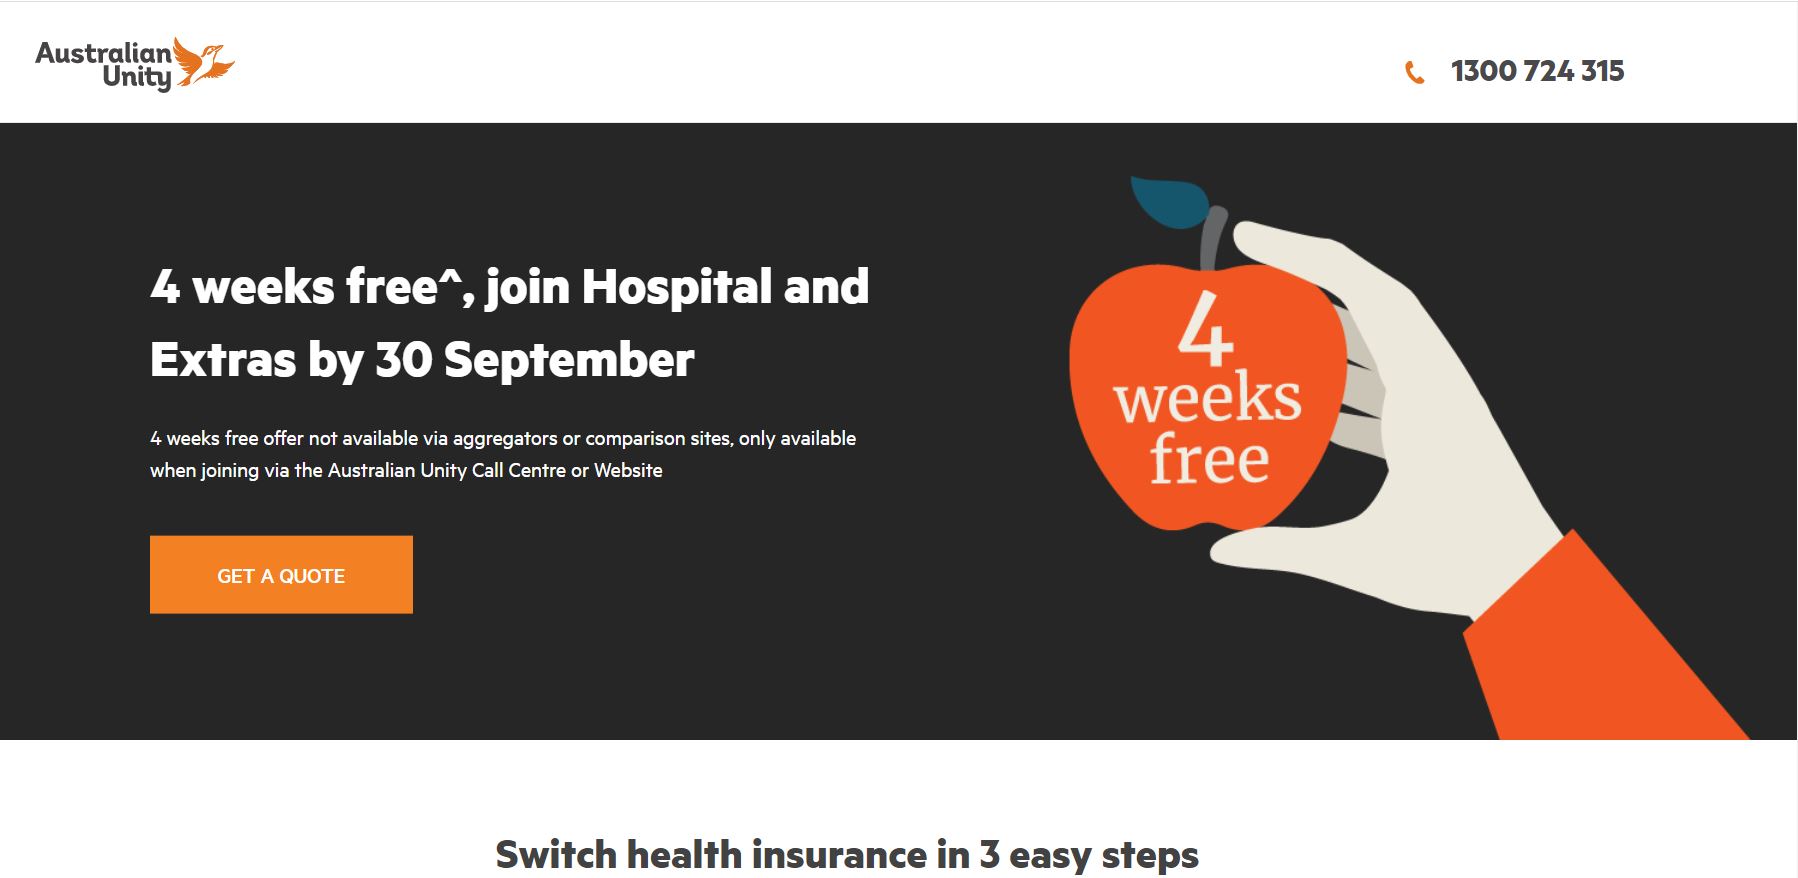 Australian
Unity
1300 724 315
4 weeks free^, join Hospital and
Extras by 30 September
4 weeks free offer not available via aggregators or comparison sites, only available
when joining via the Australian Unity Call Centre or Website
GET A QUOTE
4
weeks
free
Switch health insurance in 3 easy steps